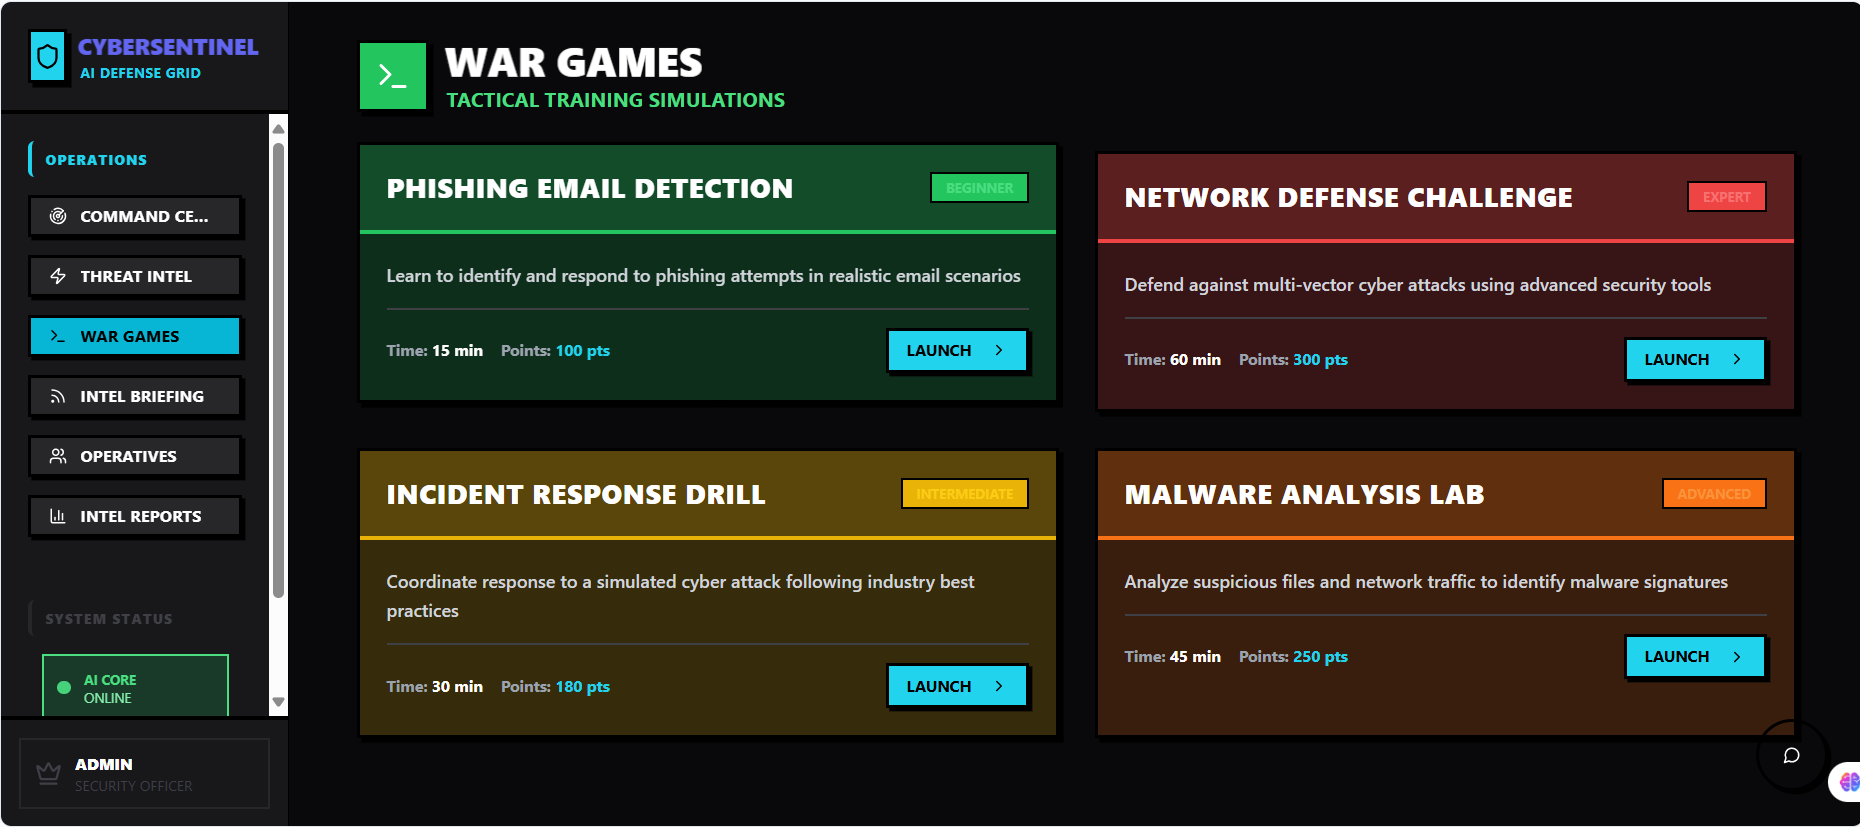 CYBERSENTINEL
AI DEFENSE GRID
OPERATIONS
COMMAND CE...
THREAT INTEL
WAR GAMES
INTEL BRIEFING
OPERATIVES
INTEL REPORTS
SYSTEM STATUS
AI CORE
ONLINE
ADMIN
SECURITY OFFICER
WAR GAMES
TACTICAL TRAINING SIMULATIONS
PHISHING EMAIL DETECTION
BEGINNER
Learn to identify and respond to phishing attempts in realistic email scenarios
Time: 15 min Points: 100 pts
LAUNCH
NETWORK DEFENSE CHALLENGE
EXPERT
Defend against multi-vector cyber attacks using advanced security tools
Time: 60 min Points: 300 pts
LAUNCH
INCIDENT RESPONSE DRILL
INTERMEDIATE
Coordinate response to a simulated cyber attack following industry best
practices
Time: 30 min Points: 180 pts
LAUNCH
MALWARE ANALYSIS LAB
ADVANCED
Analyze suspicious files and network traffic to identify malware signatures
Time: 45 min Points: 250 pts
LAUNCH